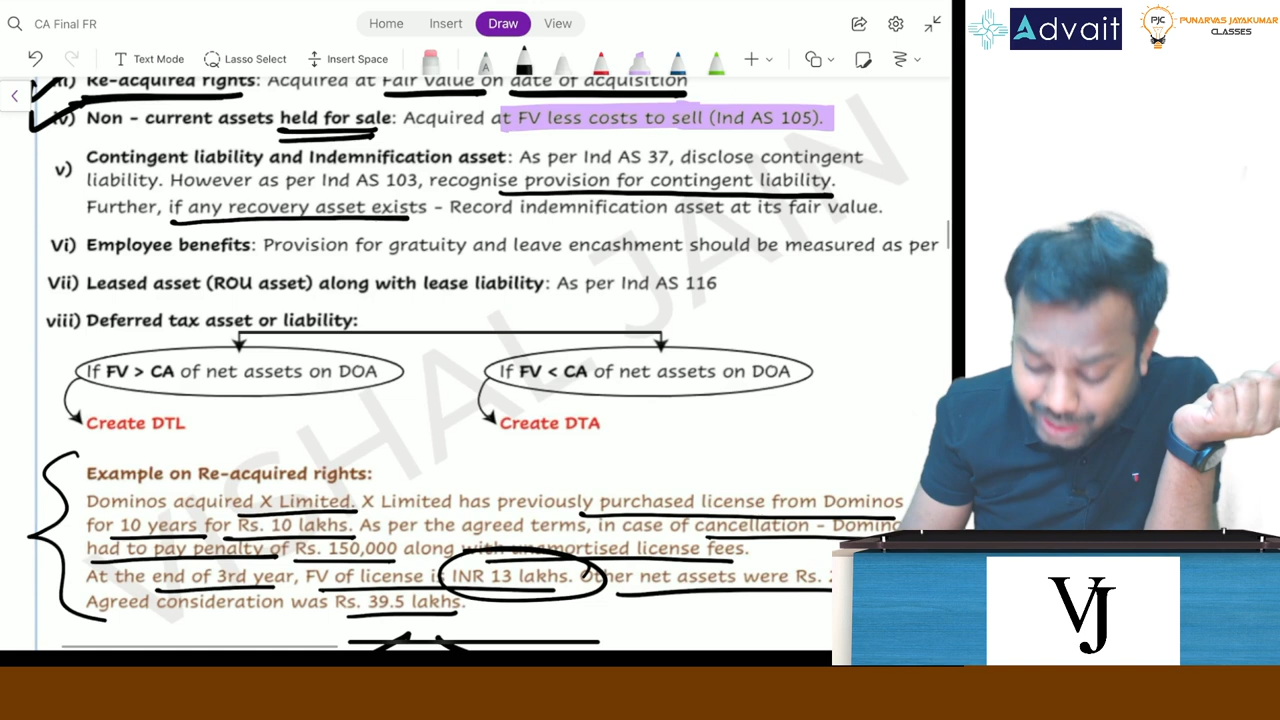 CA Final FR
Home Insert Draw View
Advait
PJC
PUNARVAS JAYAKUMAR
CLASSES
Text Mode Lasso Select Insert Space
Re-acquired rights: Acquired at Fair value on date of acquisition
iv) Non - current assets held for sale: Acquired at FV less costs to sell (Ind AS 105).
v) Contingent liability and Indemnification asset: As per Ind AS 37, disclose contingent
liability. However as per Ind AS 103, recognise provision for contingent liability.
Further, if any recovery asset exists - Record indemnification asset at its fair value.
Vi) Employee benefits: Provision for gratuity and leave encashment should be measured as per
Vii) Leased asset (ROU asset) along with lease liability: As per Ind AS 116
viii) Deferred tax asset or liability:
If FV > CA of net assets on DOA
If FV < CA of net assets on DOA
Create DTL
Create DTA
Example on Re-acquired rights:
Dominos acquired X Limited. X Limited has previously purchased license from Dominos
for 10 years for Rs. 10 lakhs. As per the agreed terms, in case of cancellation -
had to pay penalty of Rs. 150,000 along with unamortised license fees.
At the end of 3rd year, FV of license is INR 13 lakhs. Other net assets were Rs.
Agreed consideration was Rs. 39.5 lakhs.
VISHAL JAIN
VJ